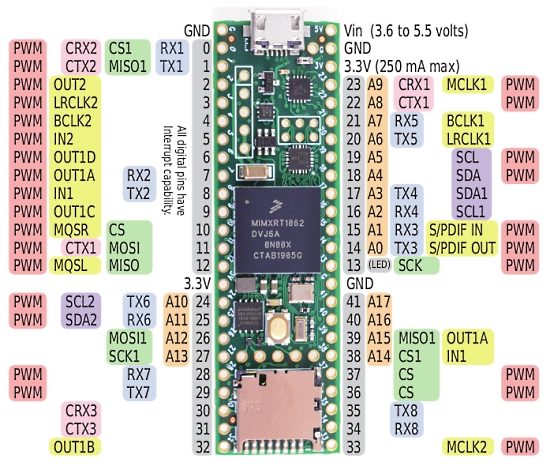 GND Vin (3.6 to 5.5 volts)
PWM CRX2 CS1 RX1 0 GND
PWM CTX2 MISO1 TX1 1 3.3V (250 mA max)
PWM OUT2 2 23 A9 CRX1 MCLK1 PWM
PWM LRCLK2 3 22 A8 CTX1 PWM
PWM BCLK2 4 21 A7 RX5 BCLK1
PWM IN2 5 20 A6 TX5 LRCLK1
PWM OUT1D 6 19 A5 SCL PWM
PWM OUT1A RX2 7 18 A4 SDA PWM
PWM IN1 TX2 8 17 A3 TX4 SDA1
PWM OUT1C 9 16 A2 RX4 SCL1
PWM MQSR CS 10 15 A1 RX3 S/PDIF IN PWM
PWM CTX1 MOSI 11 14 A0 TX3 S/PDIF OUT PWM
PWM MQSL MISO 12 13 (LED) SCK PWM
3.3V GND
PWM SCL2 TX6 A10 24 41 A17
PWM SDA2 RX6 A11 25 40 A16
MOSI1 A12 26 39 A15 MISO1 OUT1A
SCK1 A13 27 38 A14 CS1 IN1
PWM RX7 28 37 CS PWM
PWM TX7 29 36 CS PWM
CRX3 30 35 TX8
CTX3 31 34 RX8
OUT1B 32 33 MCLK2 PWM
All digital pins have
Interrupt capability.
MIMXRT1062
DVJ6A
0N00X
CTAB1905G